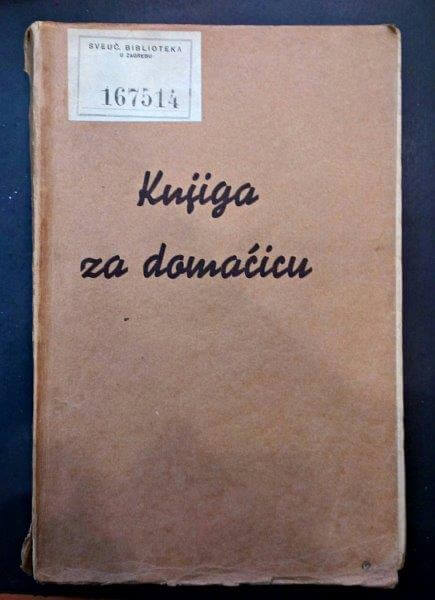 SVEUČ. BIBLIOTEKA
U ZAGREBU
167514
Knjiga
za domaćicu